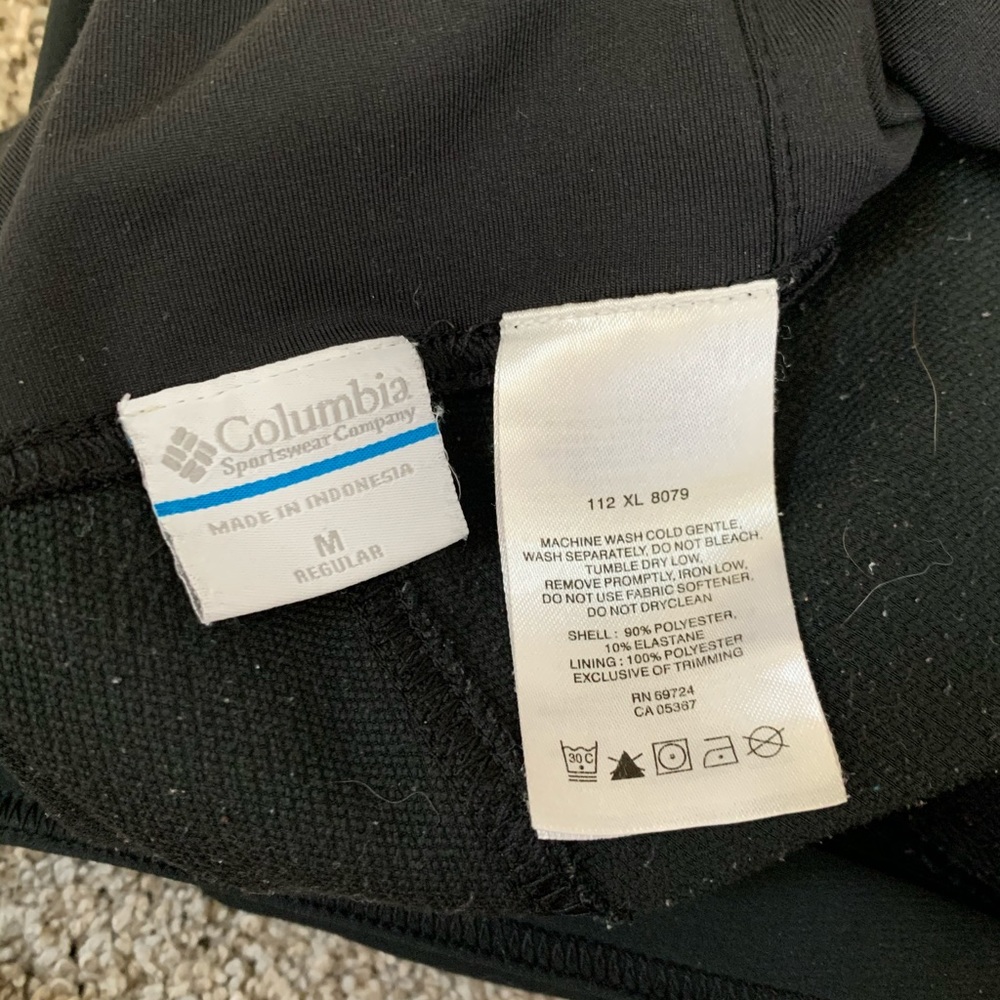 Columbia
Sportswear Company
MADE IN INDONESIA
M
REGULAR
112 XL 8079
MACHINE WASH COLD GENTLE,
WASH SEPARATELY, DO NOT BLEACH.
TUMBLE DRY LOW,
REMOVE PROMPTLY, IRON LOW,
DO NOT USE FABRIC SOFTENER,
DO NOT DRYCLEAN
SHELL : 90% POLYESTER,
10% ELASTANE
LINING : 100% POLYESTER
EXCLUSIVE OF TRIMMING
RN 69724
CA 05367
30 C